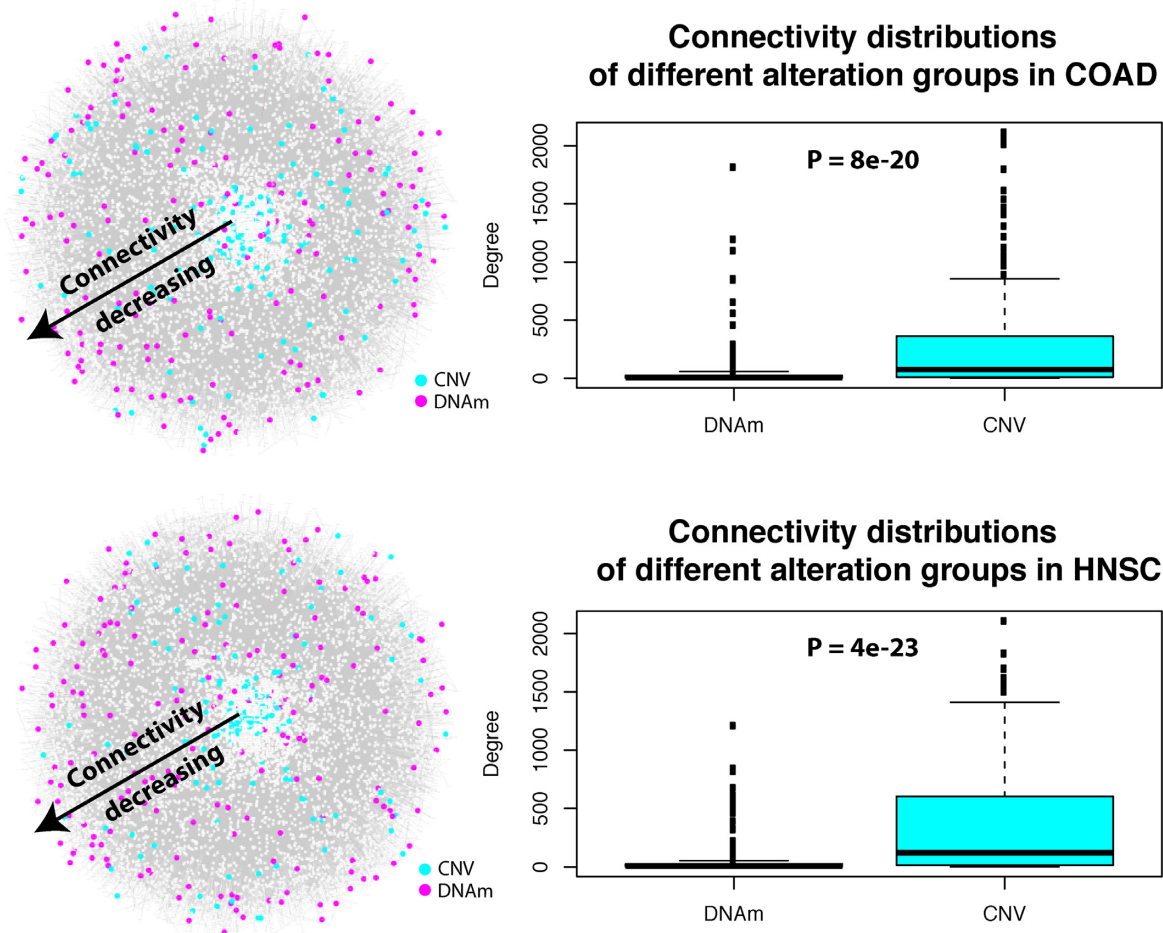 Connectivity distributions
of different alteration groups in COAD
Connectivity
decreasing
CNV
DNAm
Degree
2000
1500
1000
500
0
P = 8e-20
DNAm
CNV
Connectivity distributions
of different alteration groups in HNSC
Connectivity
decreasing
CNV
DNAm
Degree
2000
1500
1000
500
0
P = 4e-23
DNAm
CNV